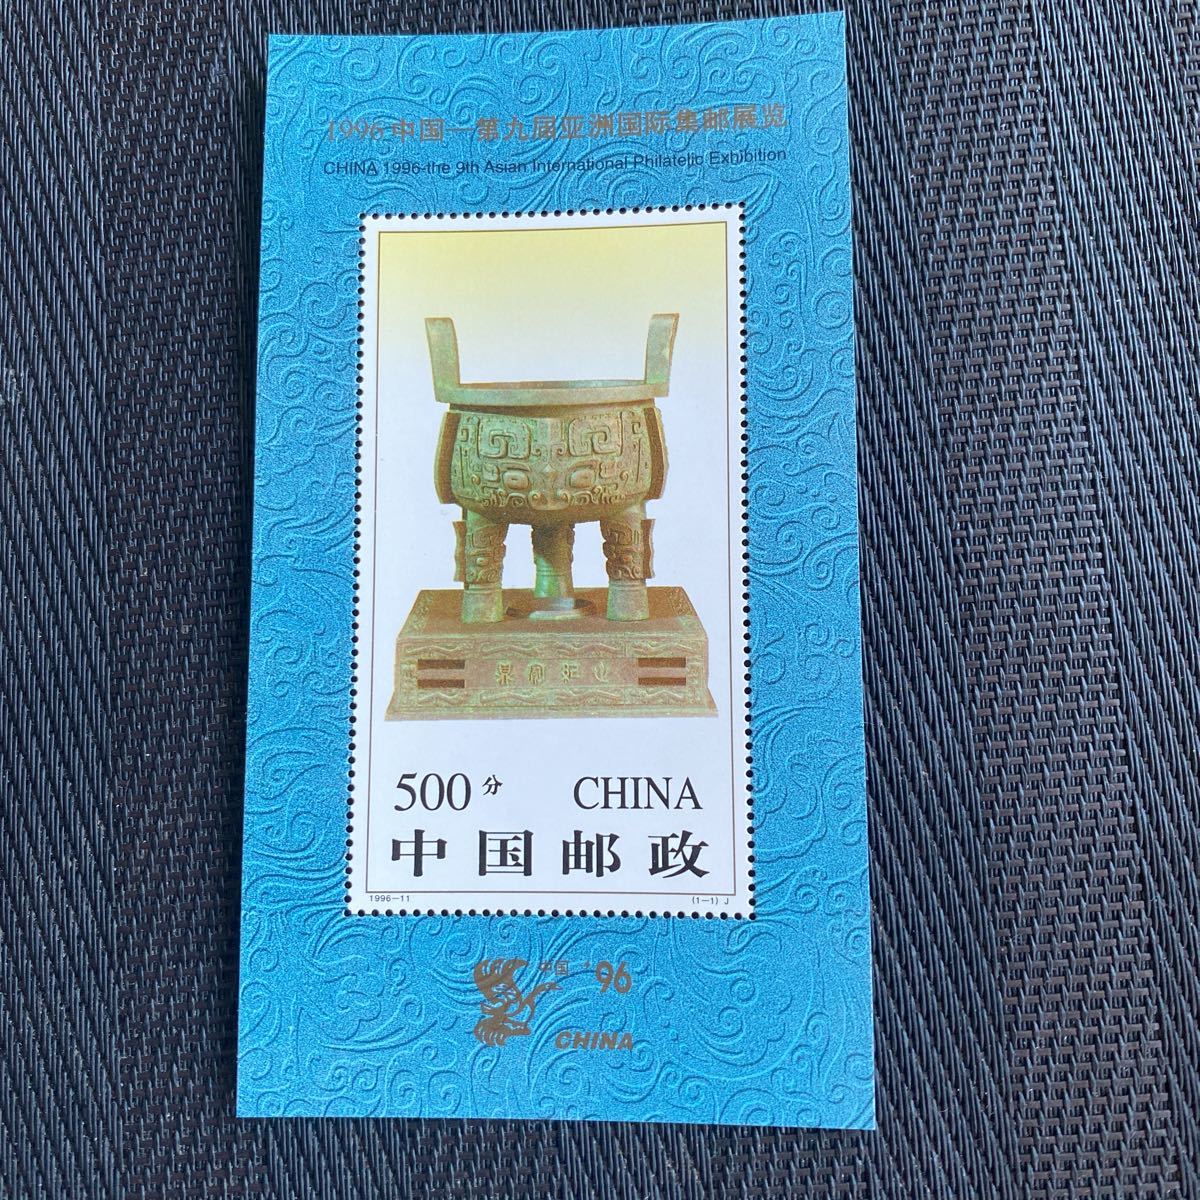 1996中国—第九届亚洲国际集邮展览
CHINA 1996-the 9th Asian International Philatelic Exhibition
500分 CHINA
中国邮政
1996—11 (1—1) J
中国 '96
CHINA